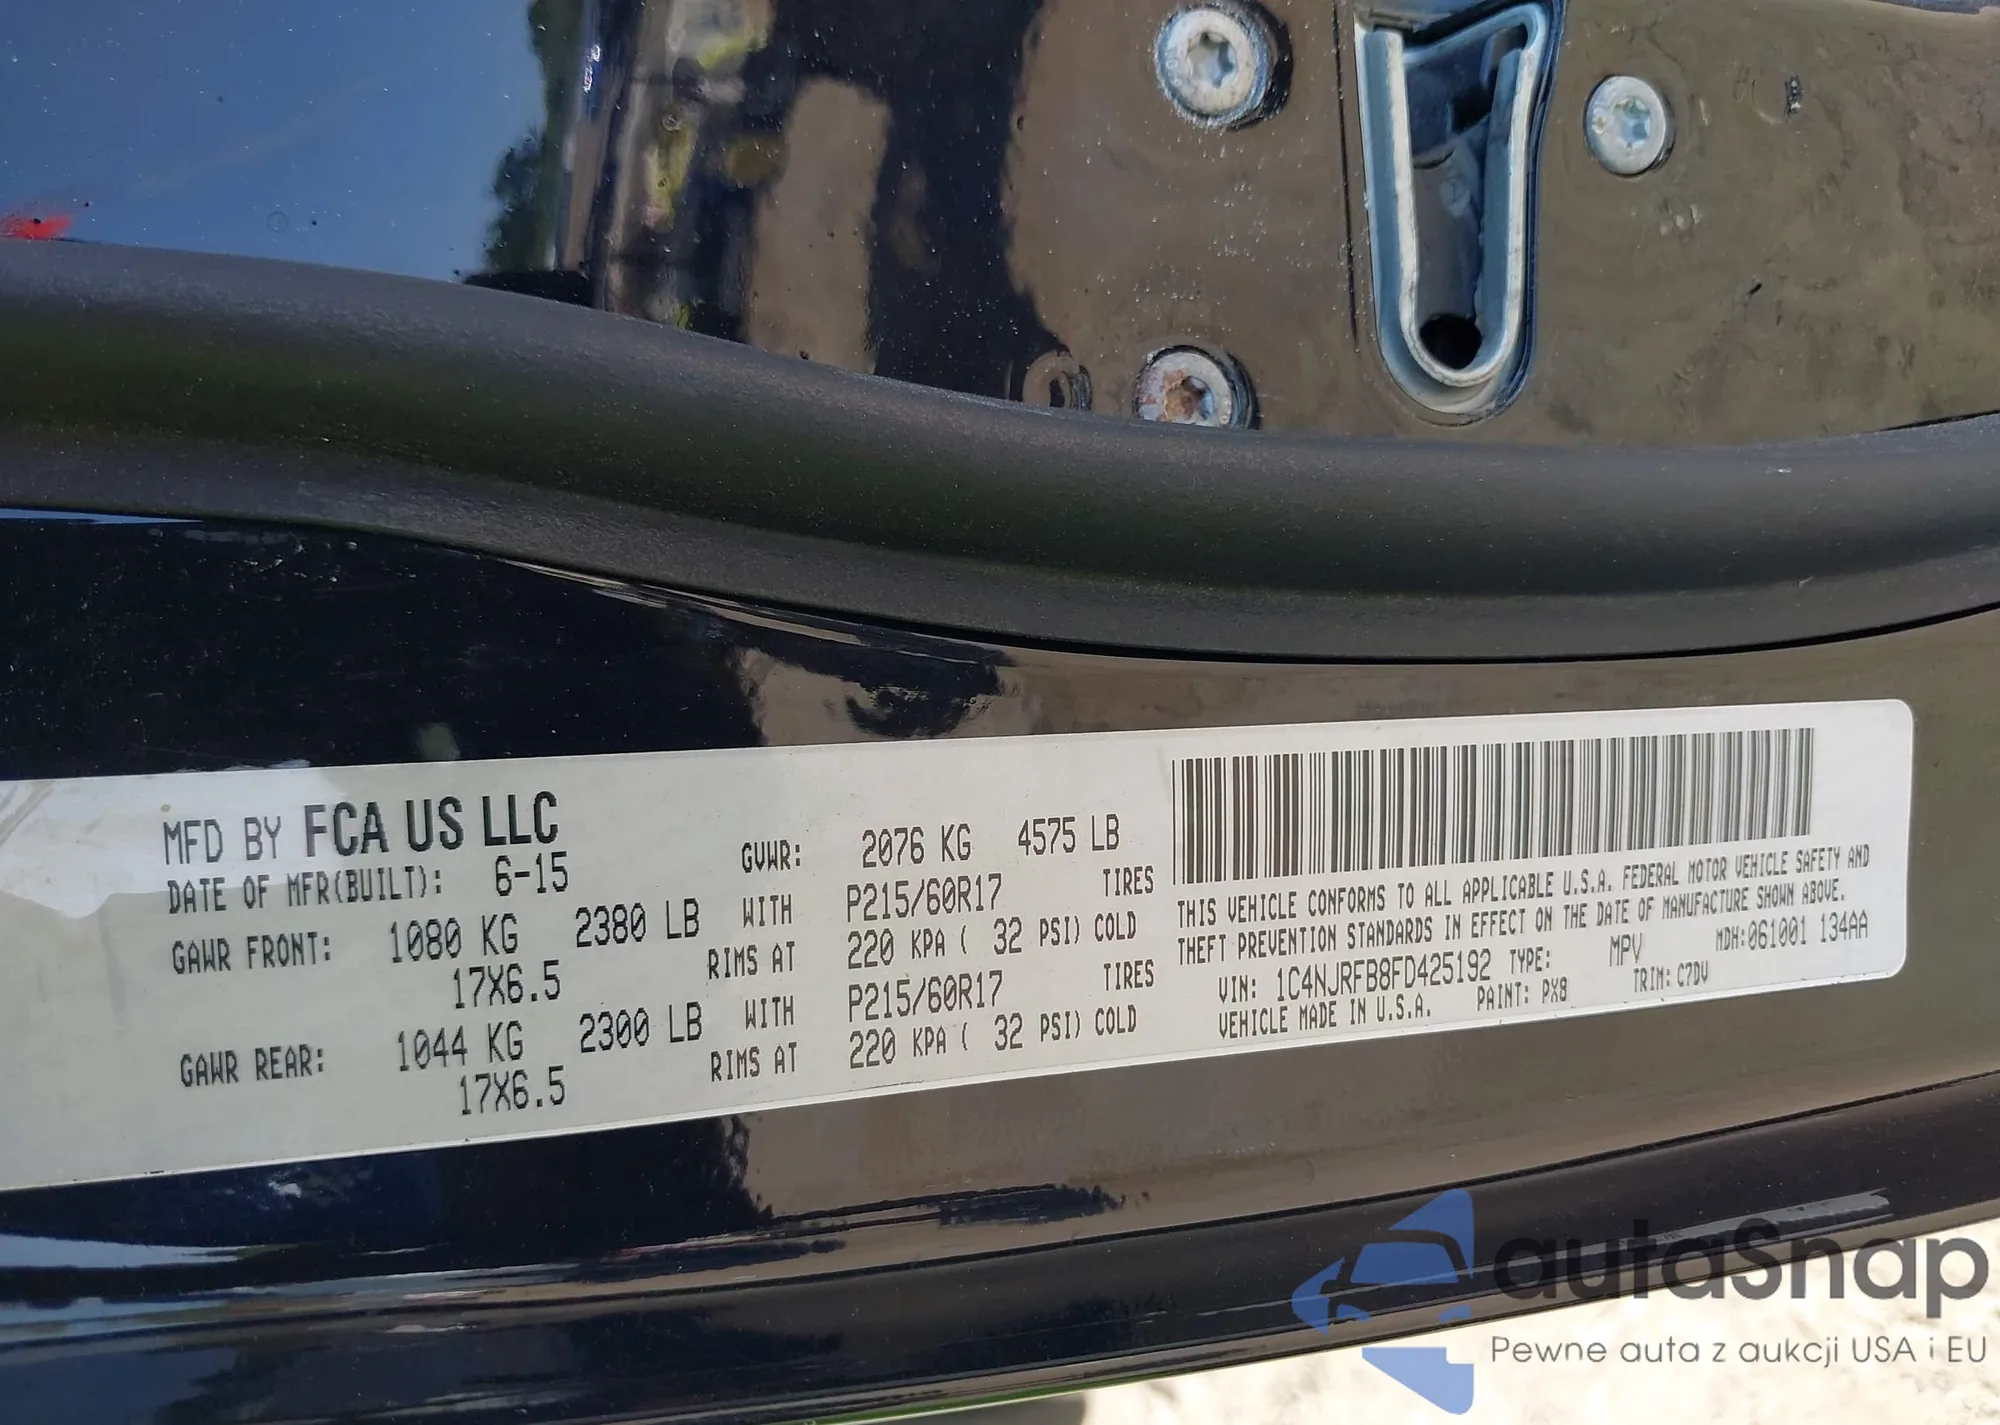 MFD BY FCA US LLC
DATE OF MFR(BUILT): 6-15
GVWR: 2076 KG 4575 LB
GAWR FRONT: 1080 KG 2380 LB WITH P215/60R17 TIRES
17X6.5 RIMS AT 220 KPA ( 32 PSI) COLD
GAWR REAR: 1044 KG 2300 LB WITH P215/60R17 TIRES
17X6.5 RIMS AT 220 KPA ( 32 PSI) COLD
THIS VEHICLE CONFORMS TO ALL APPLICABLE U.S.A. FEDERAL MOTOR VEHICLE SAFETY AND
THEFT PREVENTION STANDARDS IN EFFECT ON THE DATE OF MANUFACTURE SHOWN ABOVE.
VIN: 1C4NJRFB8FD425192 TYPE: MPV MDH:061001 134AA
VEHICLE MADE IN U.S.A. PAINT: PX8 TRIM: C7DV
autaSnap
Pewne auta z aukcji USA i EU